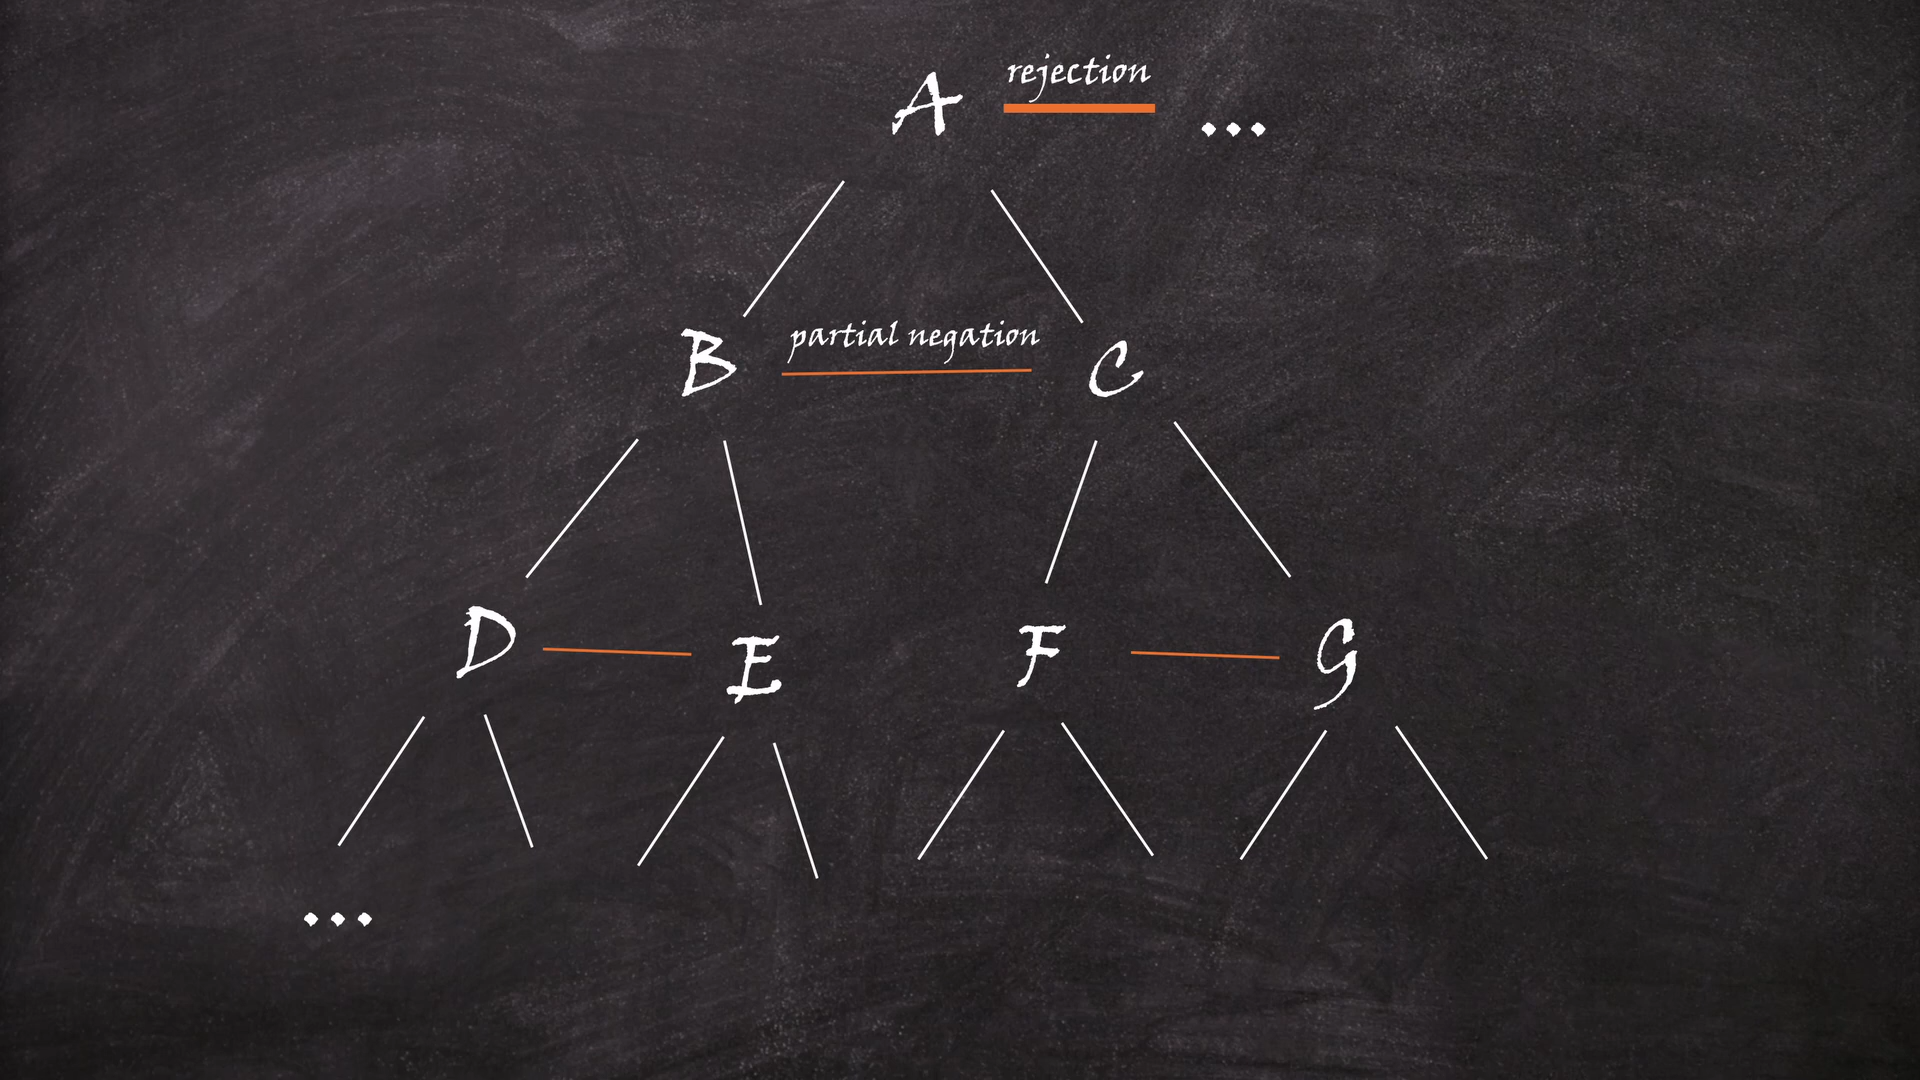 A rejection ...
B partial negation C
D E F G
...